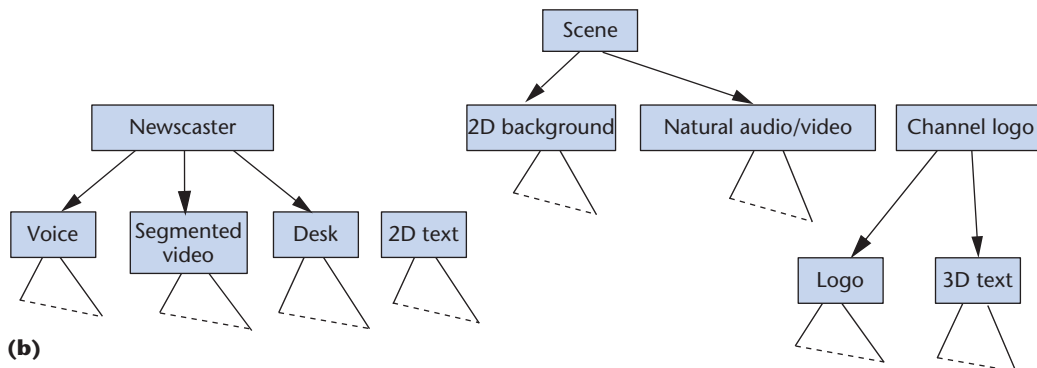 Scene
Newscaster
2D background
Natural audio/video
Channel logo
Voice
Segmented
video
Desk
2D text
Logo
3D text
(b)